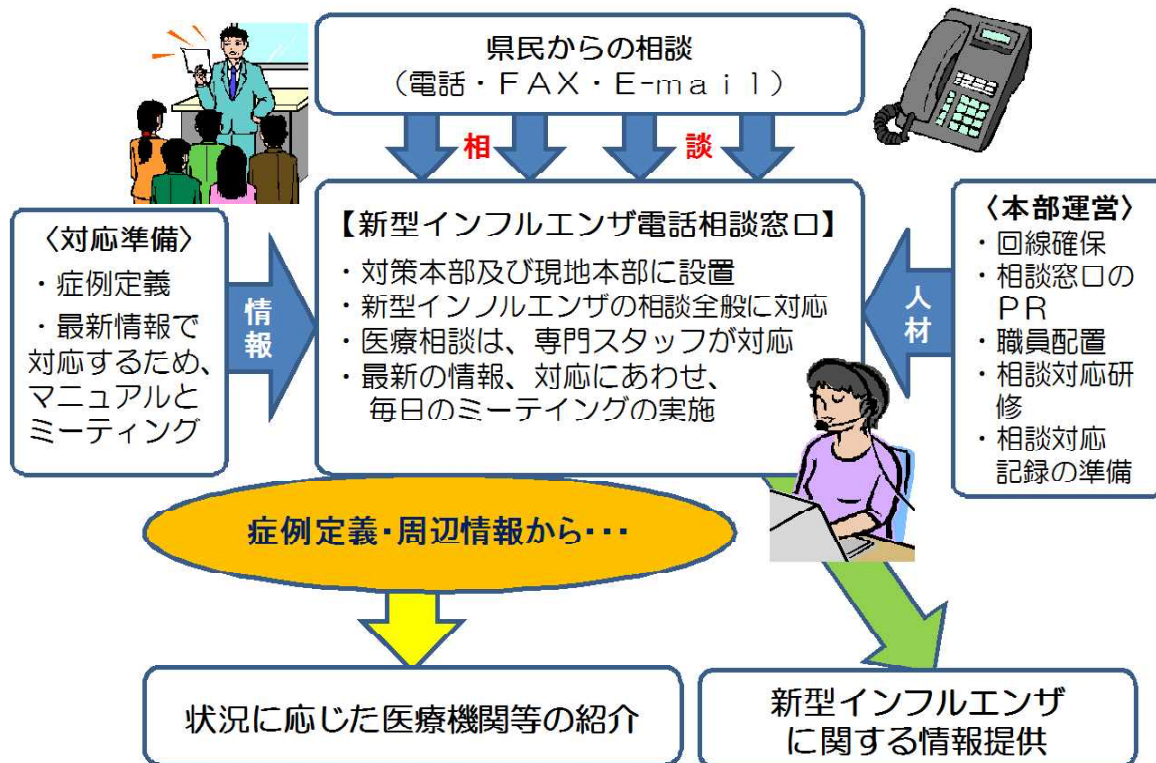 県民からの相談
（電話・ＦＡＸ・Ｅ-ｍａｉｌ）
相　談
【新型インフルエンザ電話相談窓口】
・対策本部及び現地本部に設置
・新型インフルエンザの相談全般に対応
・医療相談は、専門スタッフが対応
・最新の情報、対応にあわせ、
毎日のミーテイングの実施
〈対応準備〉
・症例定義
・最新情報で
対応するため、
マニュアルと
ミーティング
情報
〈本部運営〉
・回線確保
・相談窓口の
ＰＲ
・職員配置
・相談対応研
修
・相談対応
記録の準備
人材
症例定義・周辺情報から・・・
状況に応じた医療機関等の紹介
新型インフルエンザ
に関する情報提供